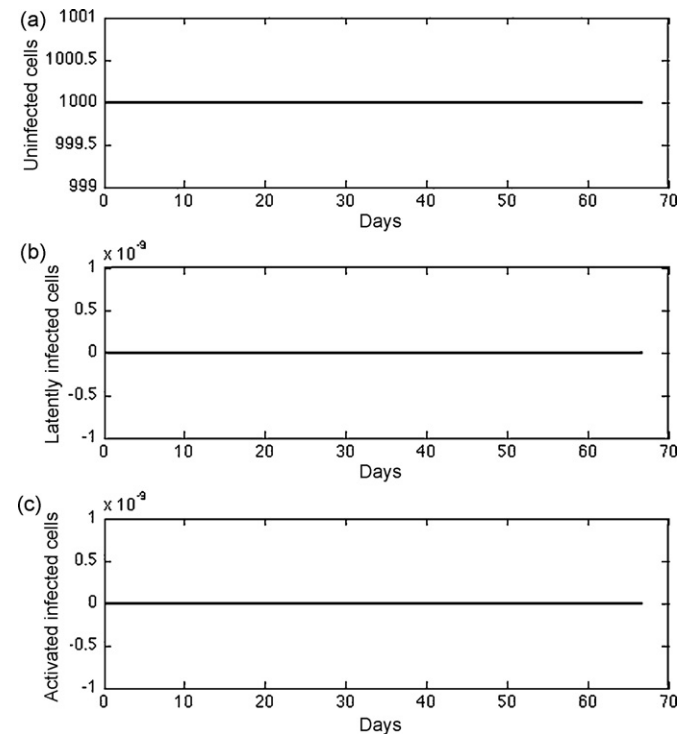 (a)
Uninfected cells
1001
1000.5
1000
999.5
999
0 10 20 30 40 50 60 70
Days
(b)
x 10⁻⁹
Latently infected cells
1
0.5
0
-0.5
-1
0 10 20 30 40 50 60 70
Days
(c)
x 10⁻⁹
Activated infected cells
1
0.5
0
-0.5
-1
0 10 20 30 40 50 60 70
Days